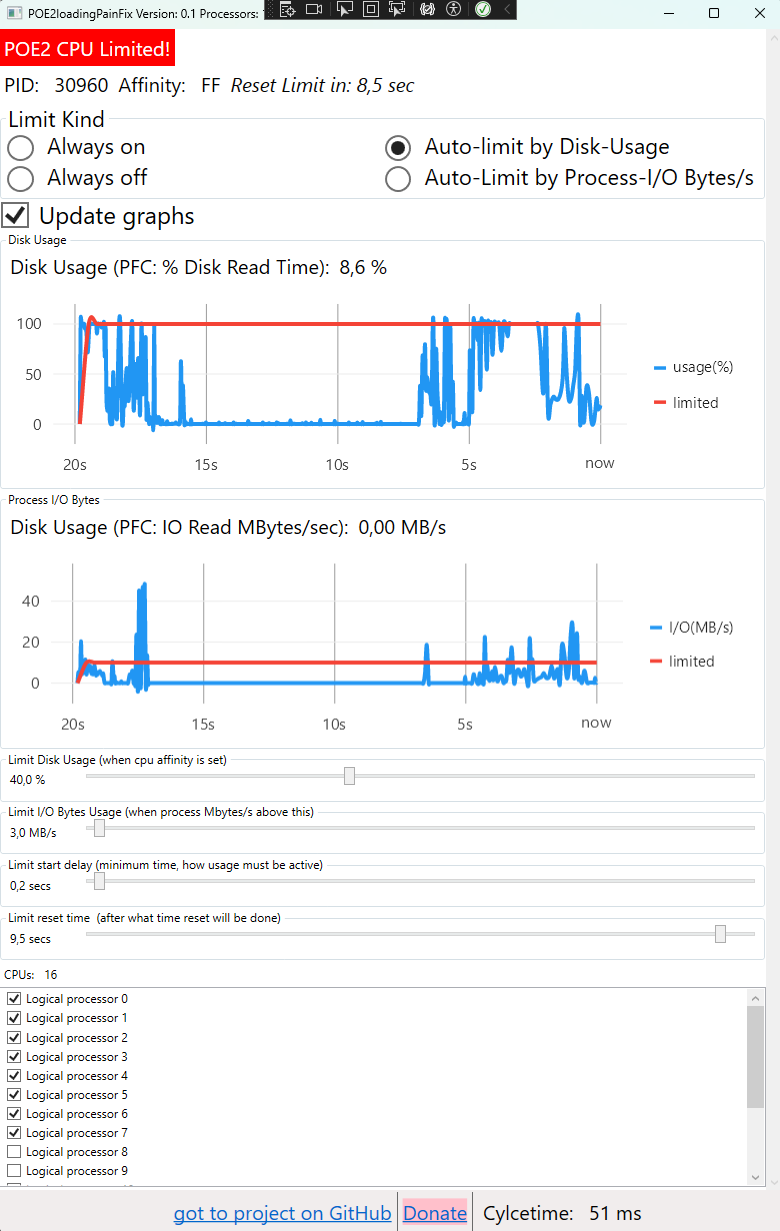 POE2loadingPainFix Version: 0.1 Processors:
POE2 CPU Limited!
PID: 30960 Affinity: FF Reset Limit in: 8,5 sec
Limit Kind
Always on
Auto-limit by Disk-Usage
Always off
Auto-Limit by Process-I/O Bytes/s
Update graphs
Disk Usage
Disk Usage (PFC: % Disk Read Time): 8,6 %
100
50
0
20s 15s 10s 5s now
usage(%)
limited
Process I/O Bytes
Disk Usage (PFC: IO Read MBytes/sec): 0,00 MB/s
40
20
0
20s 15s 10s 5s now
I/O(MB/s)
limited
Limit Disk Usage (when cpu affinity is set)
40,0 %
Limit I/O Bytes Usage (when process Mbytes/s above this)
3,0 MB/s
Limit start delay (minimum time, how usage must be active)
0,2 secs
Limit reset time (after what time reset will be done)
9,5 secs
CPUs: 16
Logical processor 0
Logical processor 1
Logical processor 2
Logical processor 3
Logical processor 4
Logical processor 5
Logical processor 6
Logical processor 7
Logical processor 8
Logical processor 9
got to project on GitHub
Donate
Cylcetime: 51 ms